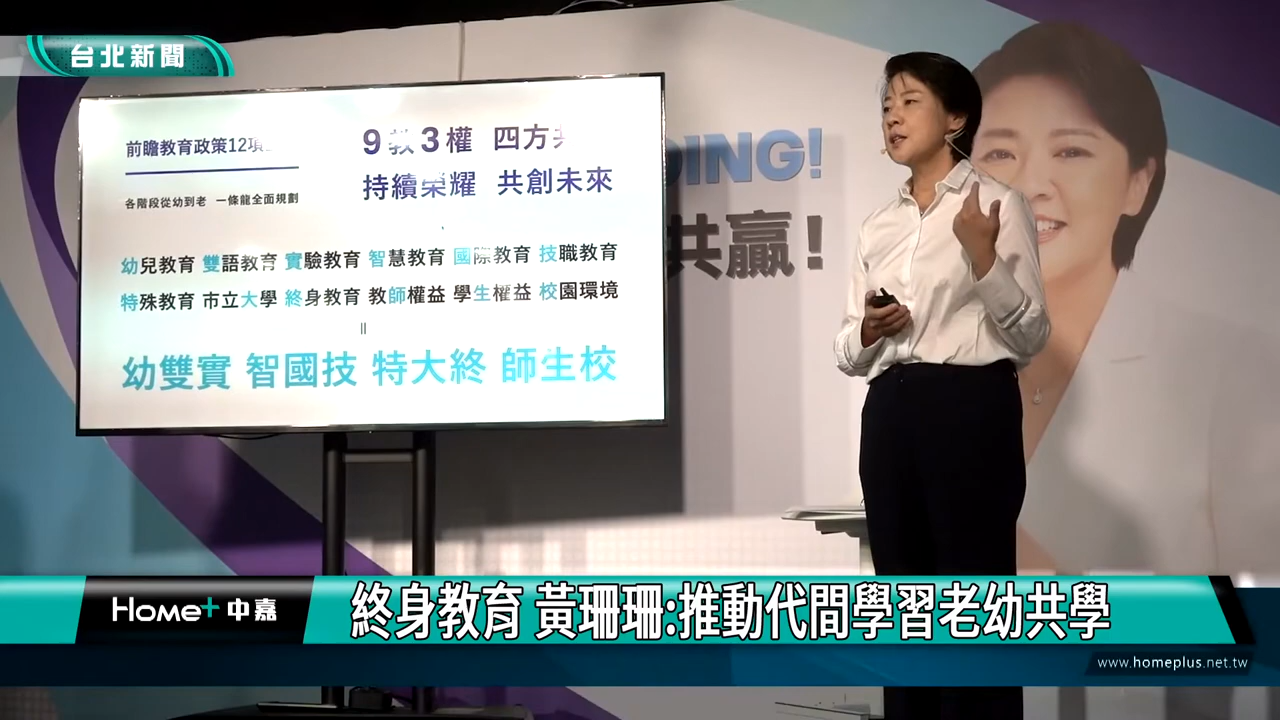 台北新聞
前瞻教育政策12項
各階段從幼到老 一條龍全面規劃
9教3權 四方共
持續榮耀 共創未來
幼兒教育 雙語教育 實驗教育 智慧教育 國際教育 技職教育
特殊教育 市立大學 終身教育 教師權益 學生權益 校園環境
=
幼雙實 智國技 特大終 師生校
DING!
共贏!
Home+ 中嘉
終身教育 黃珊珊:推動代間學習老幼共學
www.homeplus.net.tw